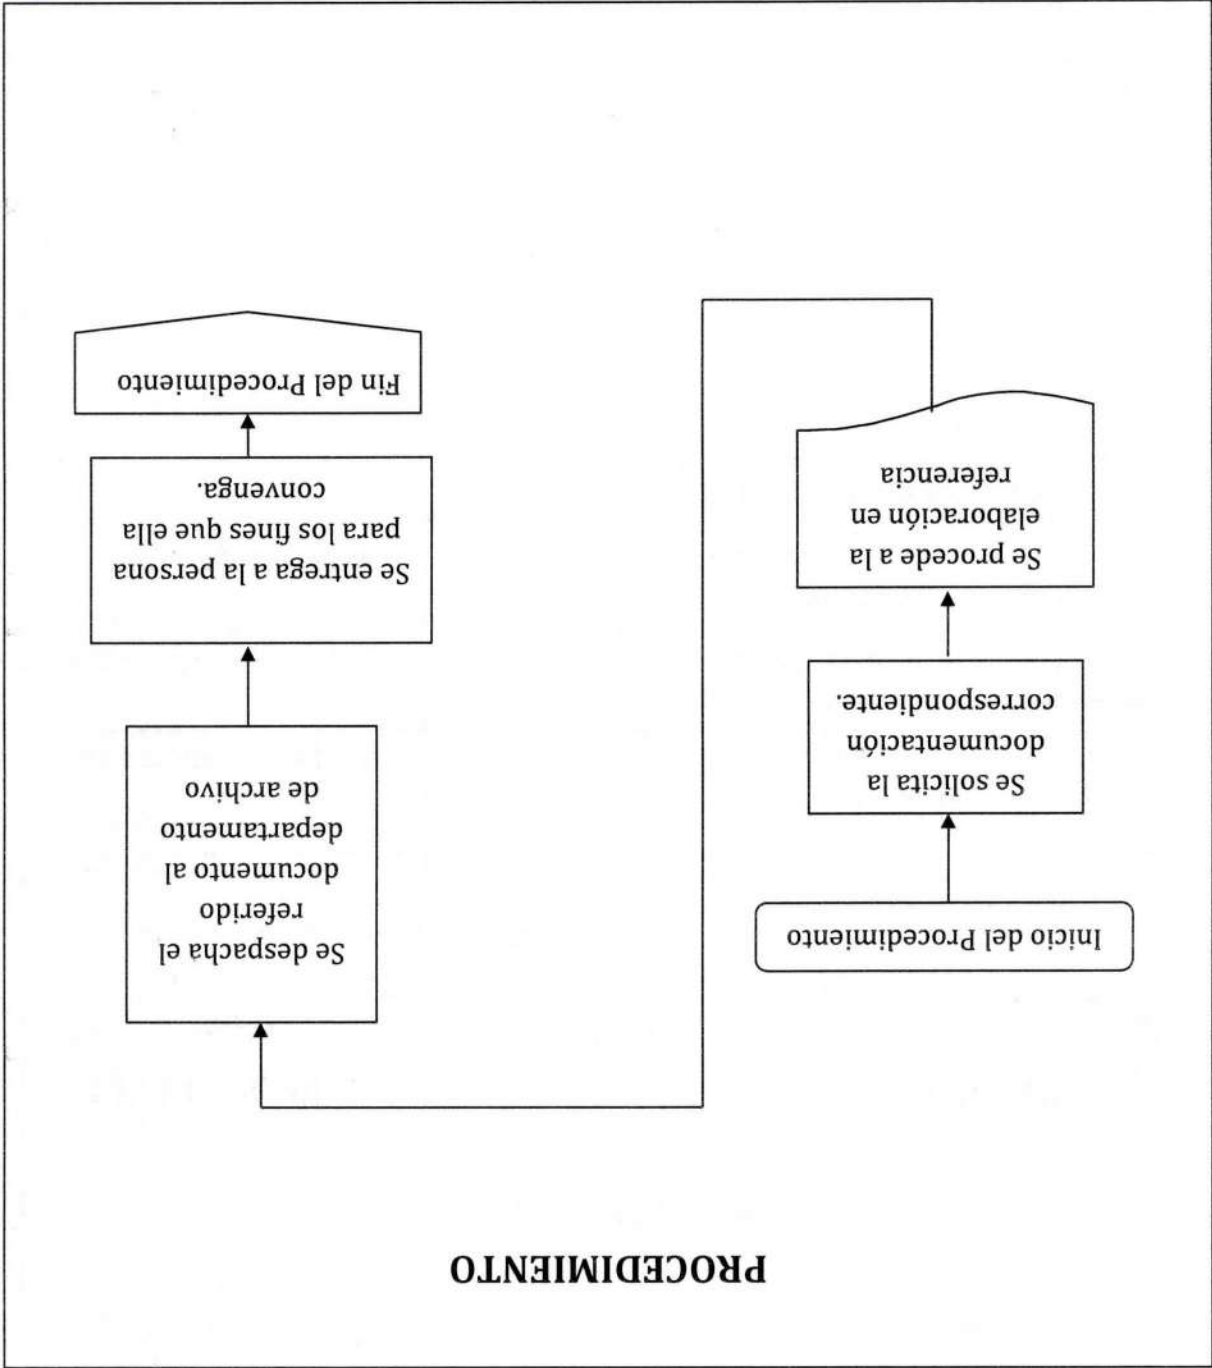 PROCEDIMIENTO
Inicio del Procedimiento
Se solicita la
documentación
correspondiente.
Se procede a la
elaboración en
referencia
Se despacha el
referido
documento al
departamento
de archivo
Se entrega a la persona
para los fines que ella
convenga.
Fin del Procedimiento